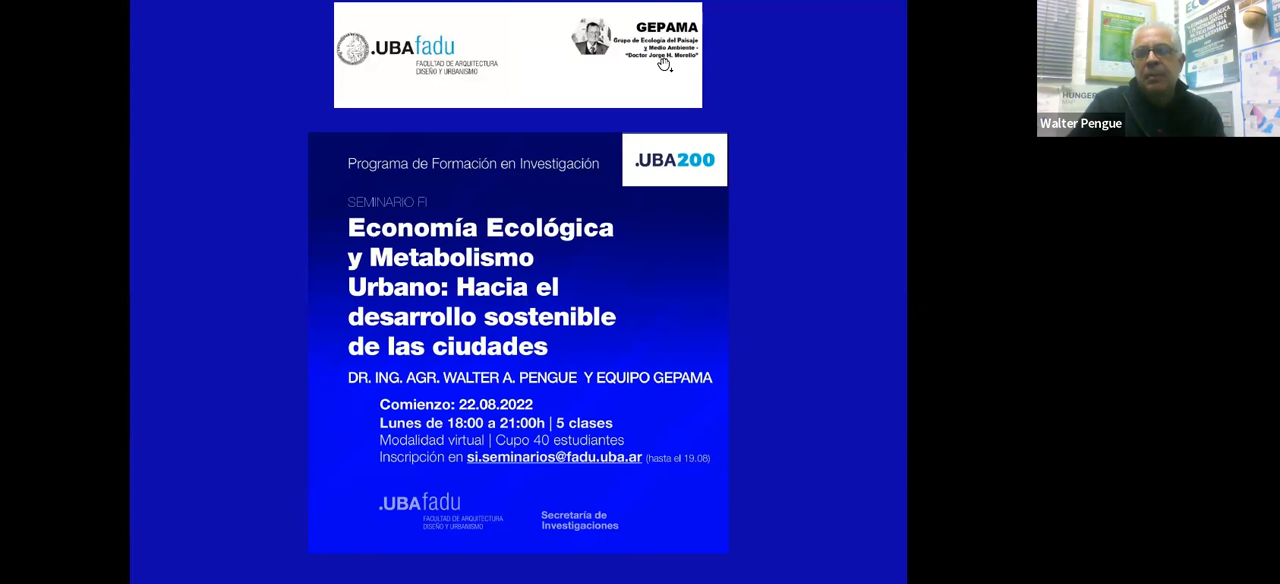 .UBAfadu
FACULTAD DE ARQUITECTURA
DISEÑO Y URBANISMO
GEPAMA
Grupo de Ecología del Paisaje
y Medio Ambiente -
"Doctor Jorge H. Morello"
Programa de Formación en Investigación
.UBA200
SEMINARIO FI
Economía Ecológica
y Metabolismo
Urbano: Hacia el
desarrollo sostenible
de las ciudades
DR. ING. AGR. WALTER A. PENGUE Y EQUIPO GEPAMA
Comienzo: 22.08.2022
Lunes de 18:00 a 21:00h | 5 clases
Modalidad virtual | Cupo 40 estudiantes
Inscripción en si.seminarios@fadu.uba.ar (hasta el 19.08)
.UBAfadu
FACULTAD DE ARQUITECTURA
DISEÑO Y URBANISMO
Secretaría de
Investigaciones
HUNGER
MAP
Walter Pengue